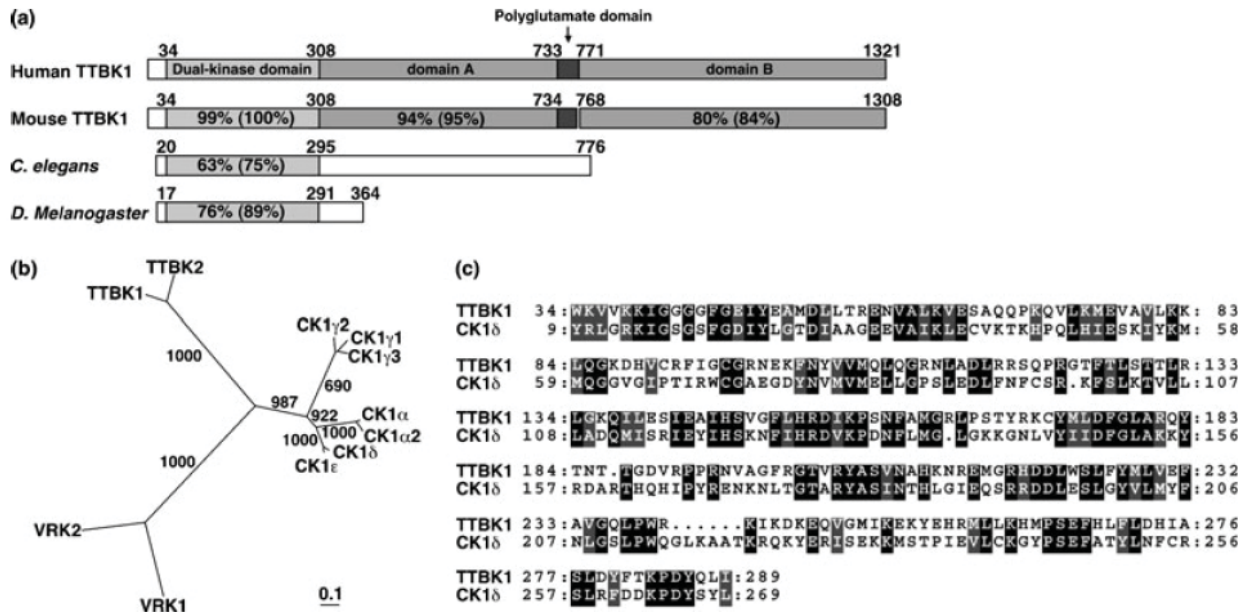 (a)
Polyglutamate domain
34 308 733 771 1321
Human TTBK1 Dual-kinase domain domain A domain B
34 308 734 768 1308
Mouse TTBK1 99% (100%) 94% (95%) 80% (84%)
20 295 776
C. elegans 63% (75%)
17 291 364
D. Melanogaster 76% (89%)
(b)
TTBK2
TTBK1
CK1γ2
CK1γ1
CK1γ3
1000
690
987
922
CK1α
1000
1000
CK1α2
CK1δ
CK1ε
1000
VRK2
VRK1
0.1
(c)
TTBK1 34:WKVVKKIGGGGFGEIYEAMDLLTRENVALKVESAQQPKQVLKMEVAVLKK: 83
CK1δ 9:YRLGRKIGSGSFGDIYLGTDIAAGEEVAIKLECVKTKHPQLHIESKIYKM: 58
TTBK1 84:LQGKDHVCRFIGCGRNEKFNYVVMQLQGRNLADLRRSQPRGTFTLSTTLR:133
CK1δ 59:MQGGVGIPTIRWCGAEGDYNVMVMELLGPSLEDLFNFCSR.KFSLKTVLL:107
TTBK1 134:LGKQILESIEAIHSVGFLHRDIKPSNFAMGRLPSTYRKCYMLDFGLARQY:183
CK1δ 108:LADQMISRIEYIHSKNFIHRDVKPDNFLMG.LGKKGNLVYIIDFGLAKKY:156
TTBK1 184:TNT.TGDVRPPRNVAGFRGTVRYASVNAHKNREMGRHDDLWSLFYMLVEF:232
CK1δ 157:RDARTHQHIPYRENKNLTGTARYASINTHLGIEQSRRDDLESLGYVLMYF:206
TTBK1 233:AVGQLPWR......KIKDKEQVGMIKEKYEHRMLLKHMPSEFHLFLDHIA:276
CK1δ 207:NLGSLPWQGLKAATKRQKYERISEKKMSTPIEVLCKGYPSEFATYLNFCR:256
TTBK1 277:SLDYFTKPDYQLI:289
CK1δ 257:SLRFDDKPDYSYL:269